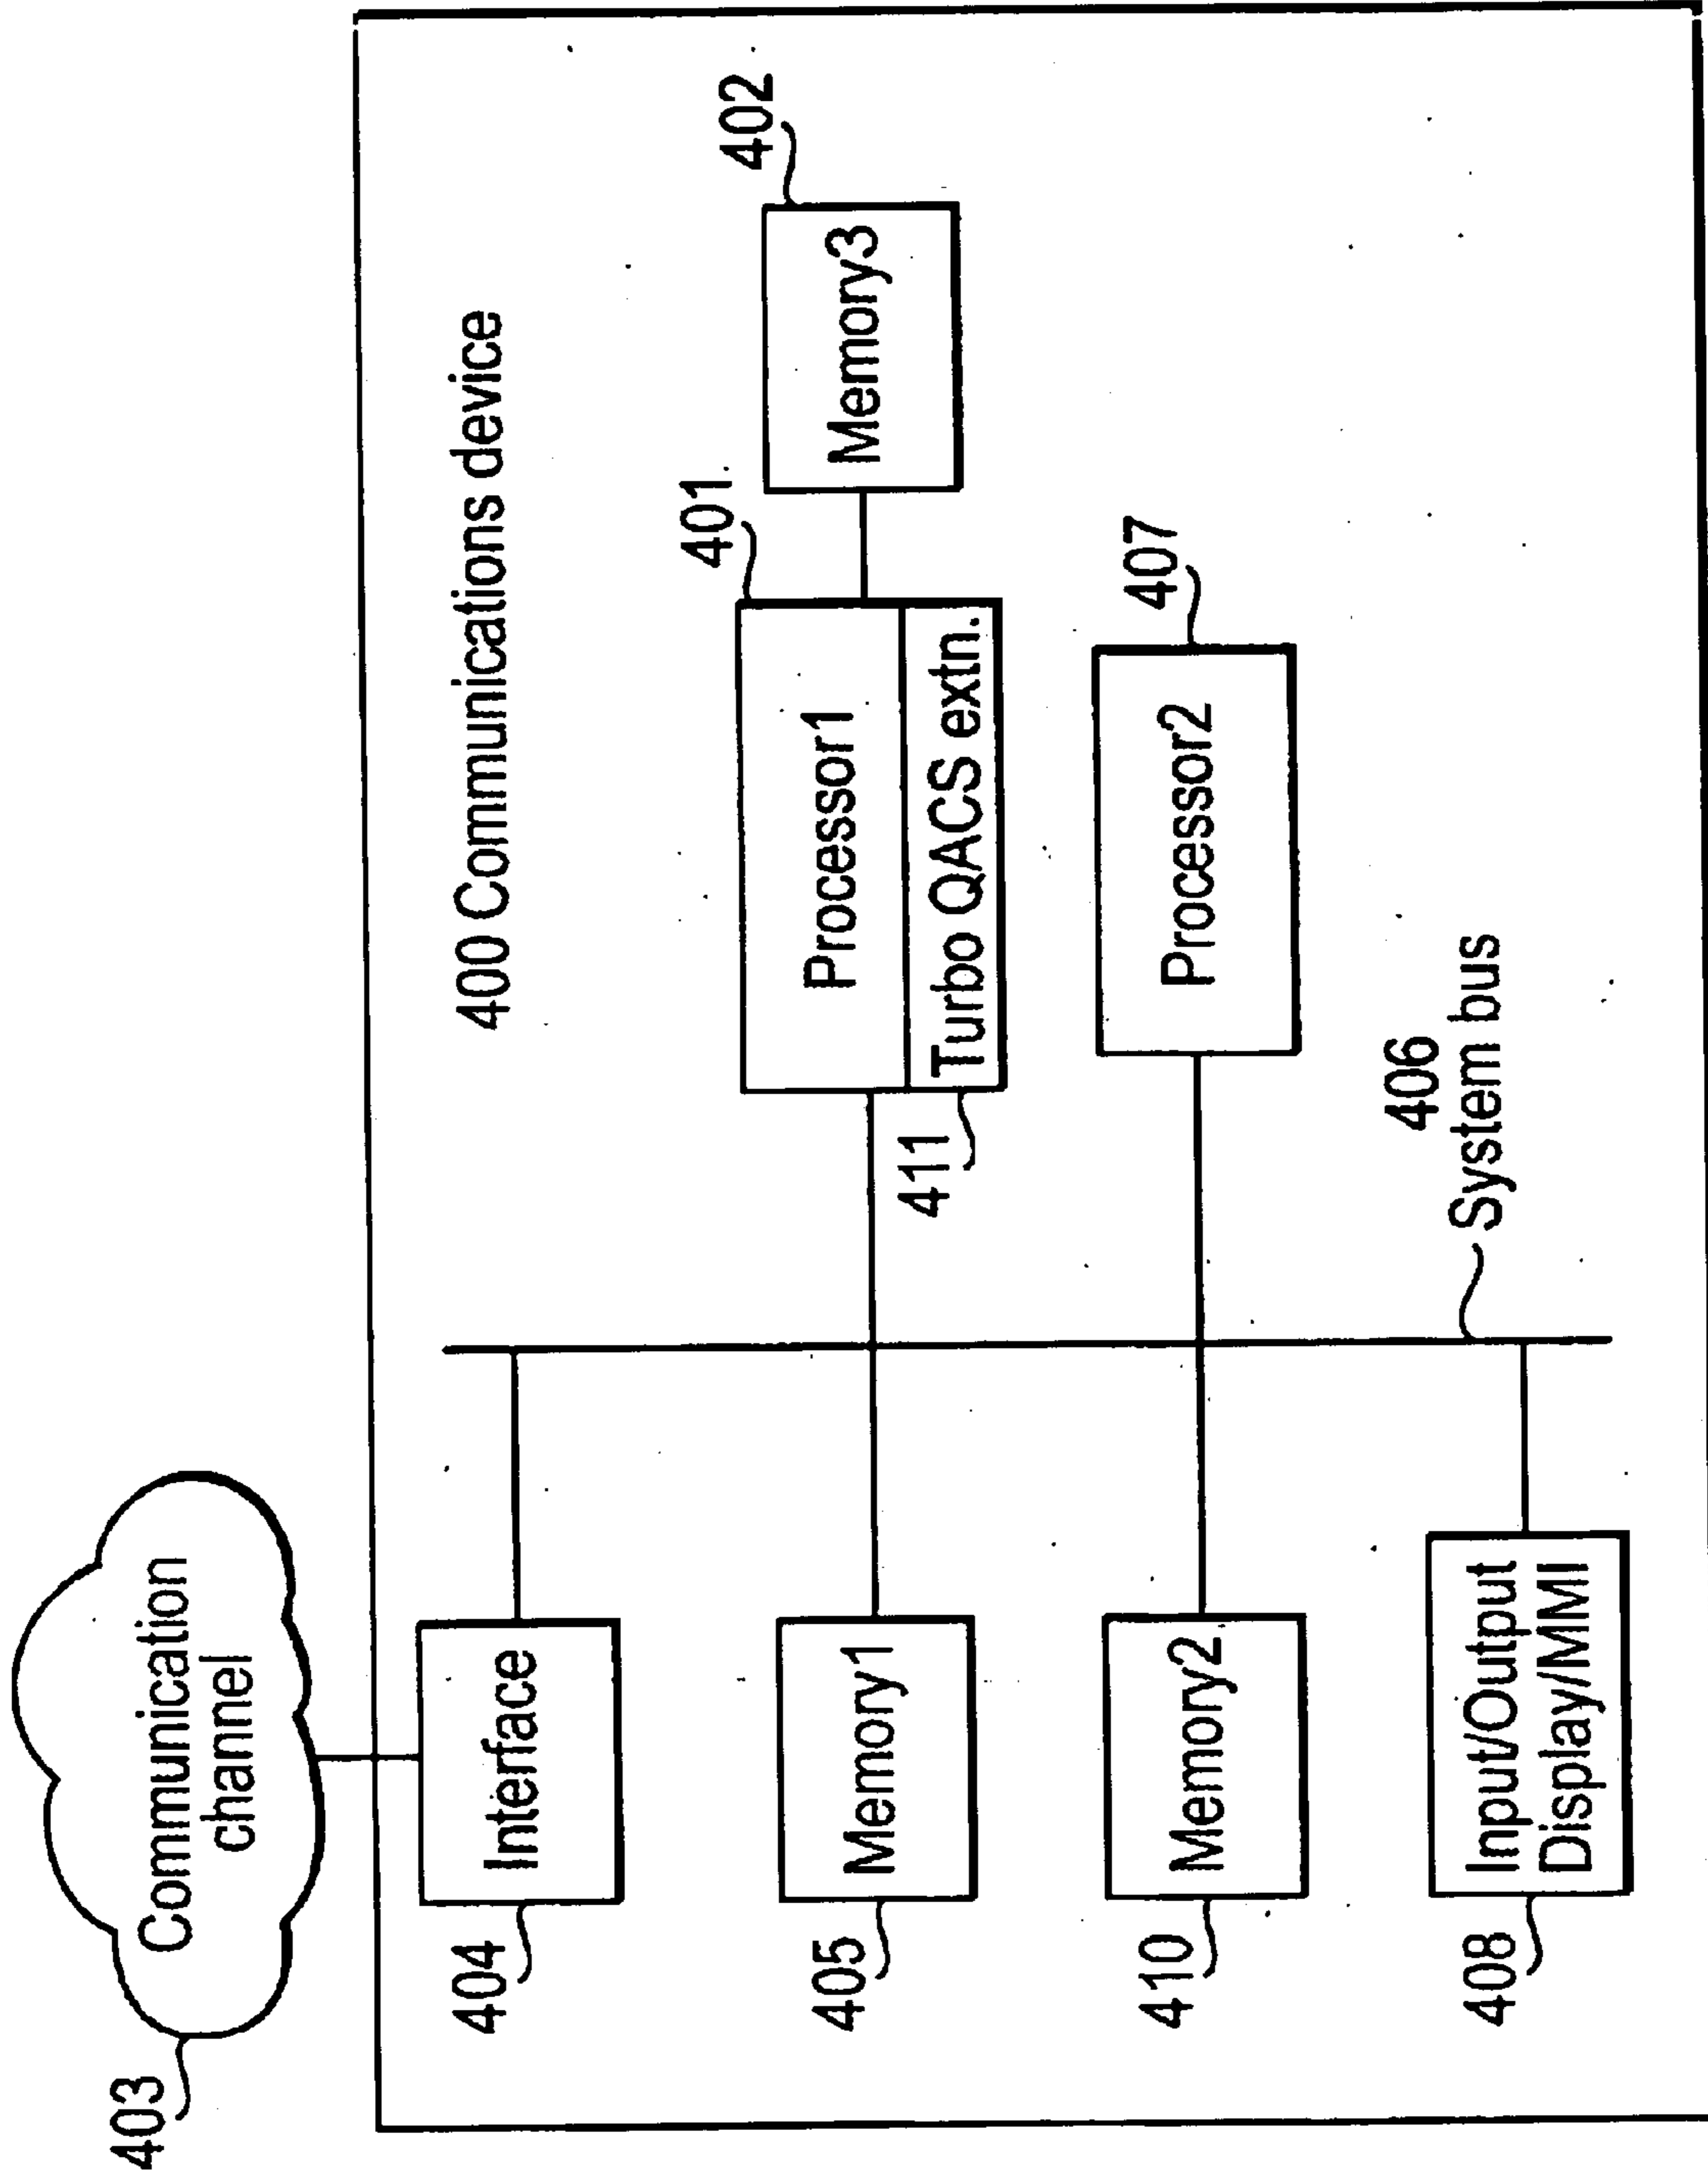 403
Communication
channel
400 Communications device
404
Interface
401
Processor1
402
Memory3
411
Turbo QACS extn.
405
Memory1
407
Processor2
410
Memory2
406
System bus
408
Input/Output
Display/MMI